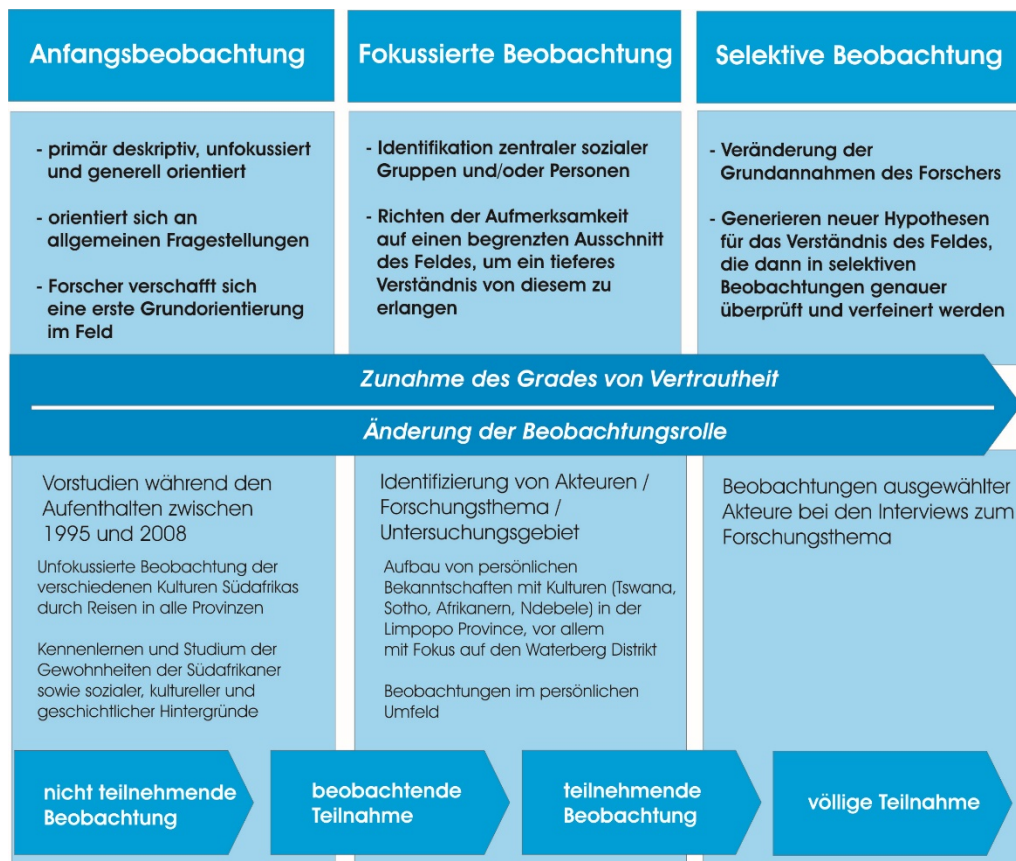 Anfangsbeobachtung
- primär deskriptiv, unfokussiert
und generell orientiert
- orientiert sich an
allgemeinen Fragestellungen
- Forscher verschafft sich
eine erste Grundorientierung
im Feld
Fokussierte Beobachtung
- Identifikation zentraler sozialer
Gruppen und/oder Personen
- Richten der Aufmerksamkeit
auf einen begrenzten Ausschnitt
des Feldes, um ein tieferes
Verständnis von diesem zu
erlangen
Selektive Beobachtung
- Veränderung der
Grundannahmen des Forschers
- Generieren neuer Hypothesen
für das Verständnis des Feldes,
die dann in selektiven
Beobachtungen genauer
überprüft und verfeinert werden
Zunahme des Grades von Vertrautheit
Änderung der Beobachtungsrolle
Vorstudien während den
Aufenthalten zwischen
1995 und 2008
Unfokussierte Beobachtung der
verschiedenen Kulturen Südafrikas
durch Reisen in alle Provinzen
Kennenlernen und Studium der
Gewohnheiten der Südafrikaner
sowie sozialer, kultureller und
geschichtlicher Hintergründe
Identifizierung von Akteuren /
Forschungsthema /
Untersuchungsgebiet
Aufbau von persönlichen
Bekanntschaften mit Kulturen (Tswana,
Sotho, Afrikanern, Ndebele) in der
Limpopo Province, vor allem
mit Fokus auf den Waterberg Distrikt
Beobachtungen im persönlichen
Umfeld
Beobachtungen ausgewählter
Akteure bei den Interviews zum
Forschungsthema
nicht teilnehmende
Beobachtung
beobachtende
Teilnahme
teilnehmende
Beobachtung
völlige Teilnahme